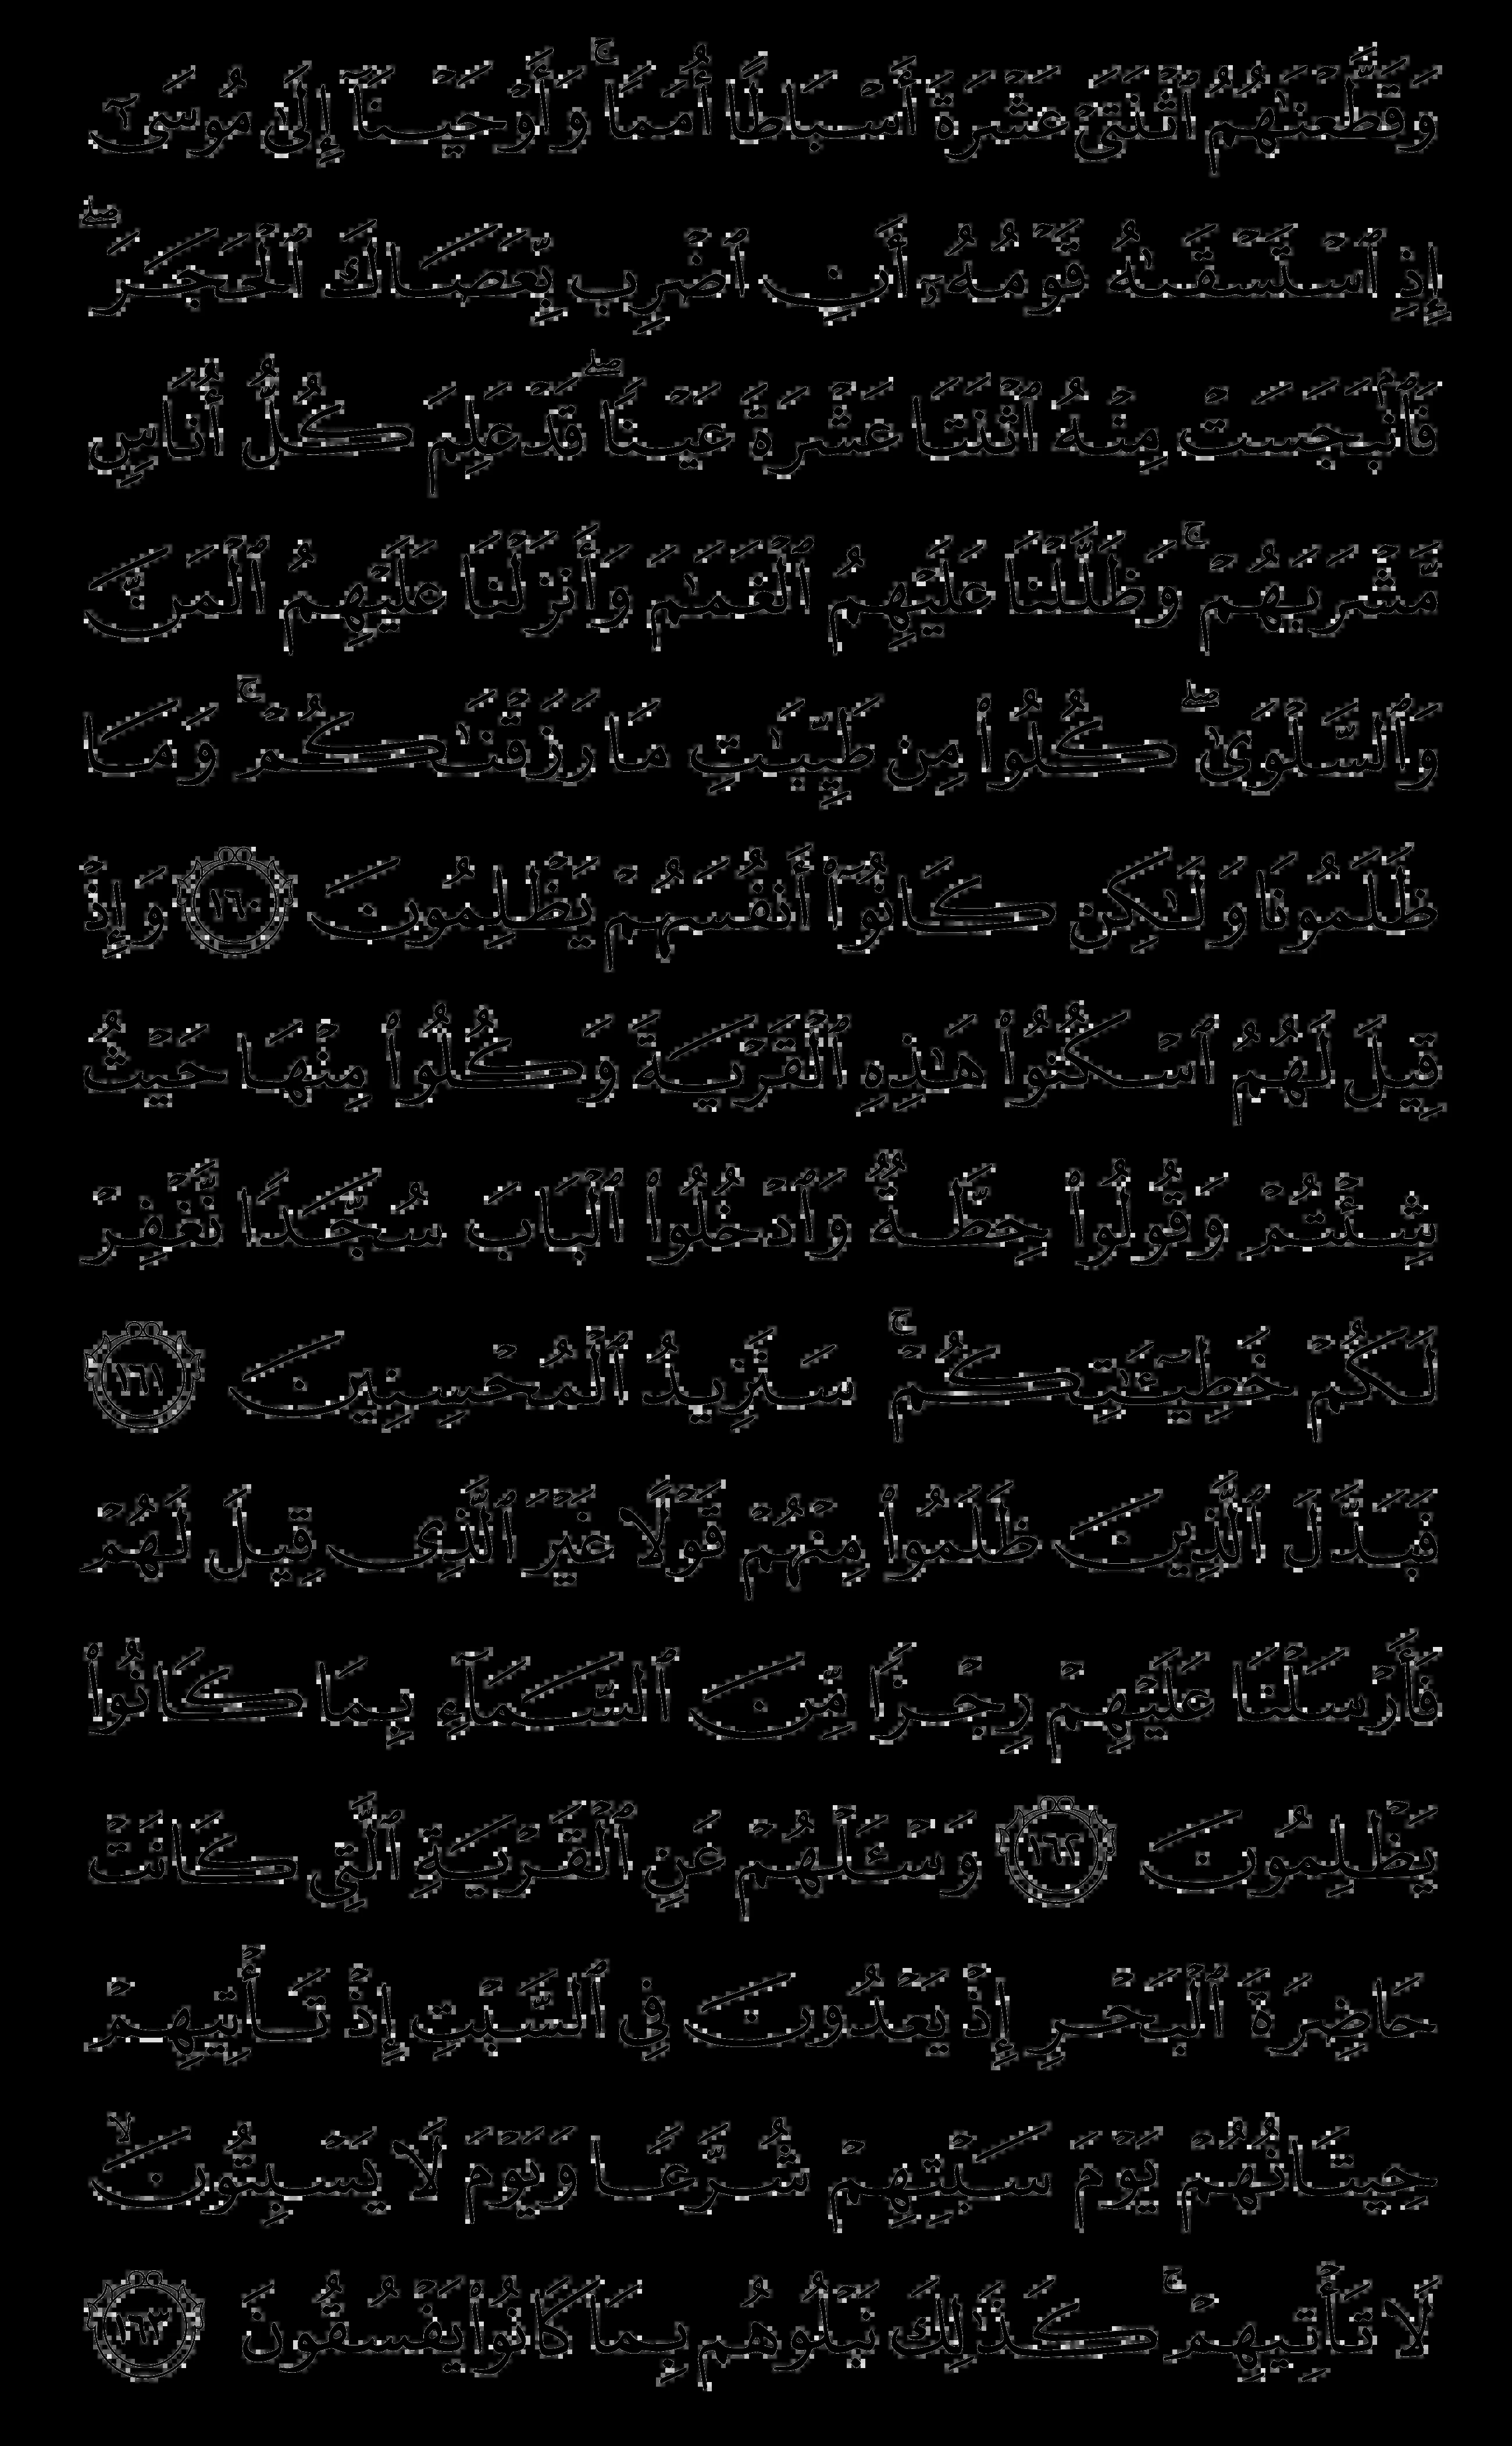 وَقَطَّعْنَٰهُمُ ٱثْنَتَىْ عَشْرَةَ أَسْبَاطًا أُمَمًا ۚ وَأَوْحَيْنَآ إِلَىٰ مُوسَىٰٓ
إِذِ ٱسْتَسْقَىٰهُ قَوْمُهُۥٓ أَنِ ٱضْرِب بِّعَصَاكَ ٱلْحَجَرَ ۖ
فَٱنۢبَجَسَتْ مِنْهُ ٱثْنَتَا عَشْرَةَ عَيْنًا ۖ قَدْ عَلِمَ كُلُّ أُنَاسٍ
مَّشْرَبَهُمْ ۚ وَظَلَّلْنَا عَلَيْهِمُ ٱلْغَمَٰمَ وَأَنزَلْنَا عَلَيْهِمُ ٱلْمَنَّ
وَٱلسَّلْوَىٰ ۖ كُلُوا۟ مِن طَيِّبَٰتِ مَا رَزَقْنَٰكُمْ ۚ وَمَا
ظَلَمُونَا وَلَٰكِن كَانُوٓا۟ أَنفُسَهُمْ يَظْلِمُونَ ١٦٠ وَإِذْ
قِيلَ لَهُمُ ٱسْكُنُوا۟ هَٰذِهِ ٱلْقَرْيَةَ وَكُلُوا۟ مِنْهَا حَيْثُ
شِئْتُمْ وَقُولُوا۟ حِطَّةٌ وَٱدْخُلُوا۟ ٱلْبَابَ سُجَّدًا نَّغْفِرْ
لَكُمْ خَطِيٓـَٰٔتِكُمْ ۚ سَنَزِيدُ ٱلْمُحْسِنِينَ ١٦١
فَبَدَّلَ ٱلَّذِينَ ظَلَمُوا۟ مِنْهُمْ قَوْلًا غَيْرَ ٱلَّذِى قِيلَ لَهُمْ
فَأَرْسَلْنَا عَلَيْهِمْ رِجْزًا مِّنَ ٱلسَّمَآءِ بِمَا كَانُوا۟
يَظْلِمُونَ ١٦٢ وَسْـَٔلْهُمْ عَنِ ٱلْقَرْيَةِ ٱلَّتِى كَانَتْ
حَاضِرَةَ ٱلْبَحْرِ إِذْ يَعْدُونَ فِى ٱلسَّبْتِ إِذْ تَأْتِيهِمْ
حِيتَانُهُمْ يَوْمَ سَبْتِهِمْ شُرَّعًا وَيَوْمَ لَا يَسْبِتُونَ ۙ
لَا تَأْتِيهِمْ ۚ كَذَٰلِكَ نَبْلُوهُم بِمَا كَانُوا۟ يَفْسُقُونَ ١٦٣